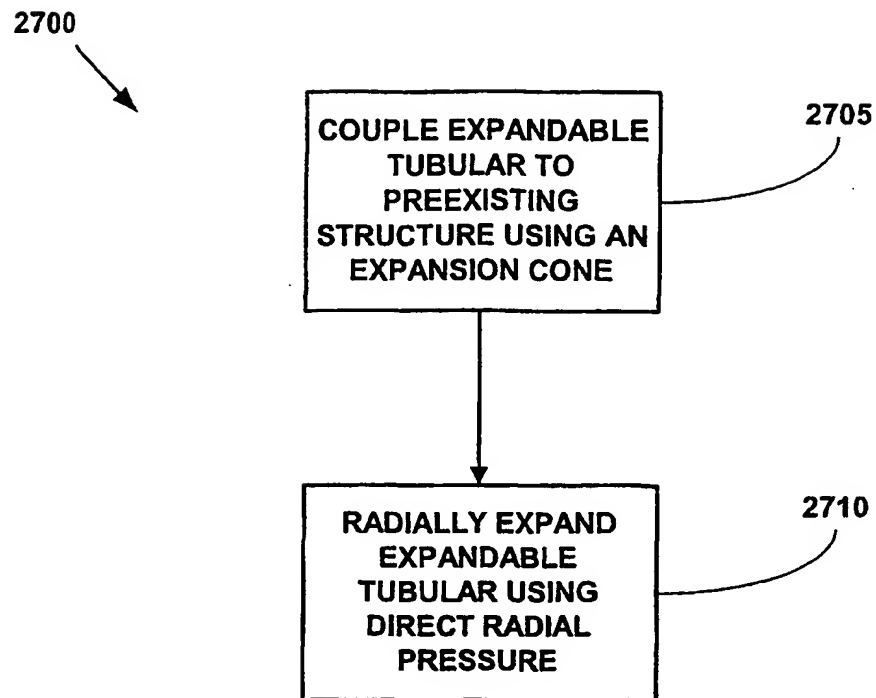 2700
COUPLE EXPANDABLE
TUBULAR TO
PREEXISTING
STRUCTURE USING AN
EXPANSION CONE
2705
RADIALLY EXPAND
EXPANDABLE
TUBULAR USING
DIRECT RADIAL
PRESSURE
2710